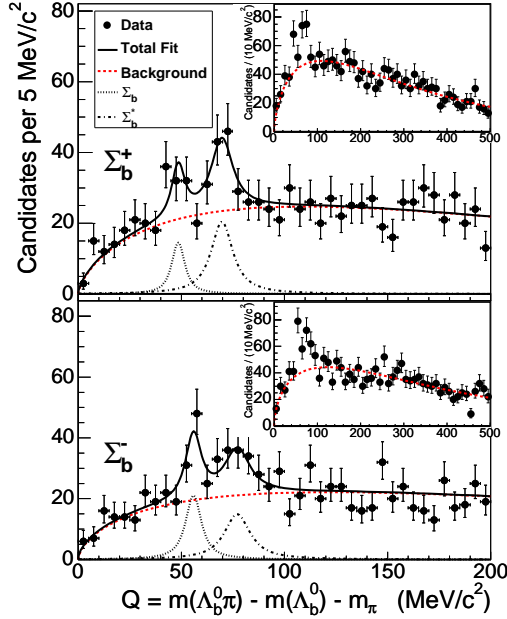 Candidates per 5 MeV/c²
80
60
40
20
0
Data
Total Fit
Background
Σb
Σb*
Σb+
Candidates / (10 MeV/c²)
80
60
40
20
0
0 100 200 300 400 500
80
60
40
20
0
Σb-
Candidates / (10 MeV/c²)
80
60
40
20
0
0 100 200 300 400 500
0 50 100 150 200
Q = m(Λb0π) - m(Λb0) - mπ (MeV/c²)